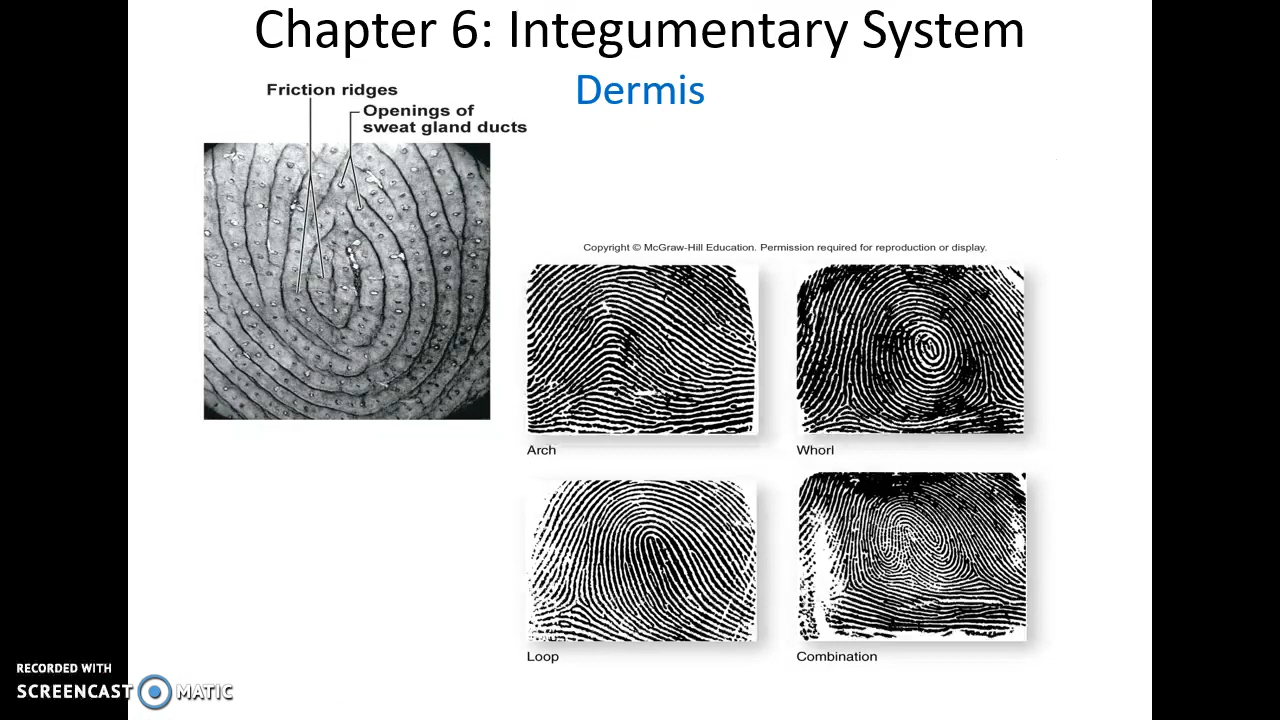 Chapter 6: Integumentary System
Dermis
Friction ridges
Openings of
sweat gland ducts
Copyright © McGraw-Hill Education. Permission required for reproduction or display.
Arch
Whorl
Loop
Combination
RECORDED WITH
SCREENCAST MATIC